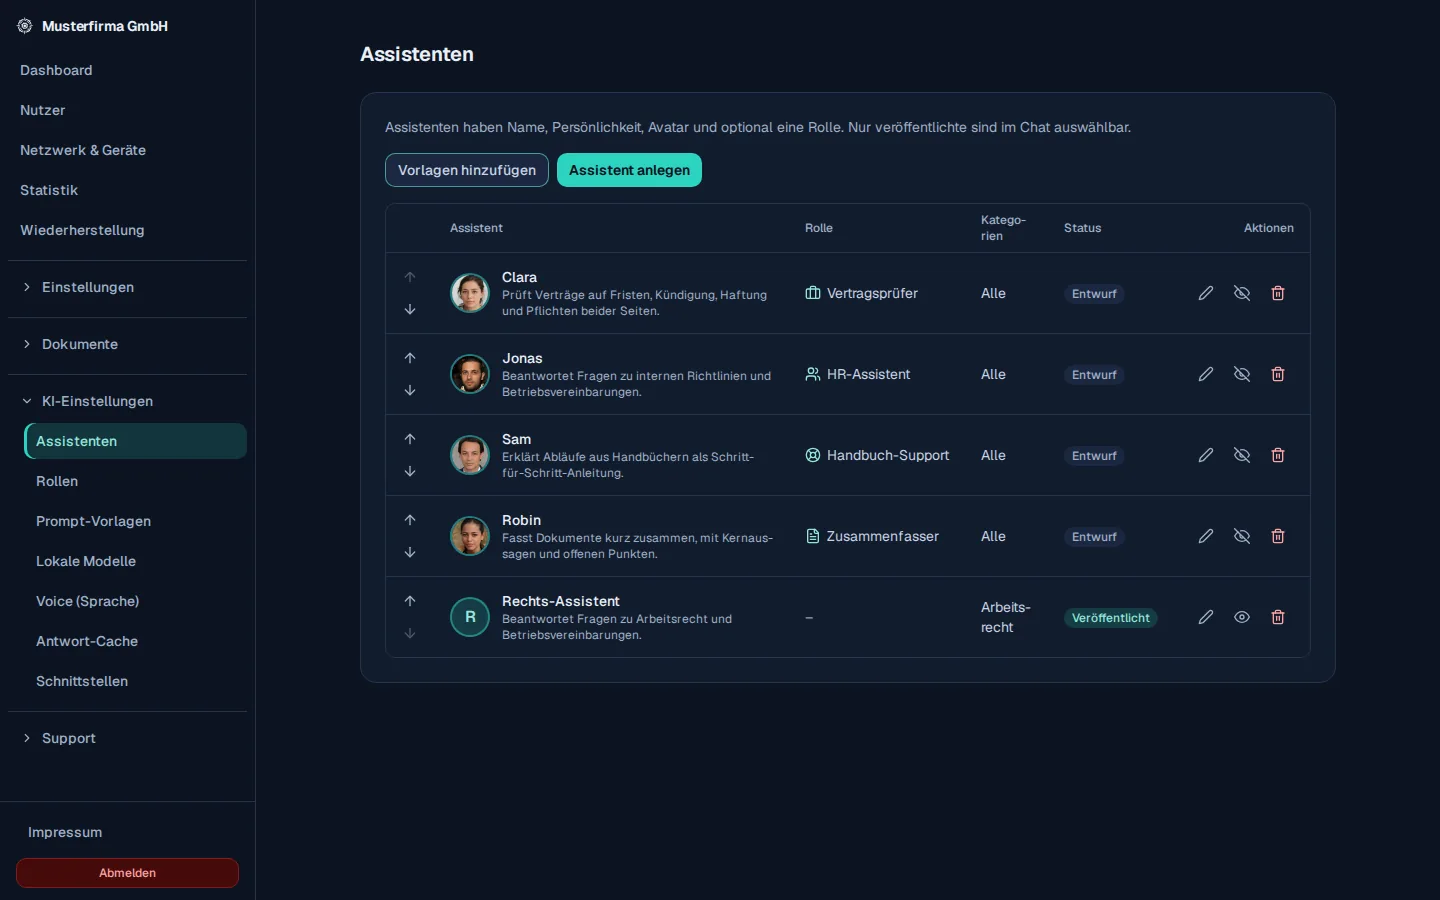 Musterfirma GmbH
Dashboard
Nutzer
Netzwerk & Geräte
Statistik
Wiederherstellung
Einstellungen
Dokumente
KI-Einstellungen
Assistenten
Rollen
Prompt-Vorlagen
Lokale Modelle
Voice (Sprache)
Antwort-Cache
Schnittstellen
Support
Impressum
Abmelden
Assistenten
Assistenten haben Name, Persönlichkeit, Avatar und optional eine Rolle. Nur veröffentlichte sind im Chat auswählbar.
Vorlagen hinzufügen
Assistent anlegen
Assistent
Rolle
Katego-
rien
Status
Aktionen
Clara
Prüft Verträge auf Fristen, Kündigung, Haftung
und Pflichten beider Seiten.
Vertragsprüfer
Alle
Entwurf
Jonas
Beantwortet Fragen zu internen Richtlinien und
Betriebsvereinbarungen.
HR-Assistent
Alle
Entwurf
Sam
Erklärt Abläufe aus Handbüchern als Schritt-
für-Schritt-Anleitung.
Handbuch-Support
Alle
Entwurf
Robin
Fasst Dokumente kurz zusammen, mit Kernaus-
sagen und offenen Punkten.
Zusammenfasser
Alle
Entwurf
R
Rechts-Assistent
Beantwortet Fragen zu Arbeitsrecht und
Betriebsvereinbarungen.
–
Arbeits-
recht
Veröffentlicht